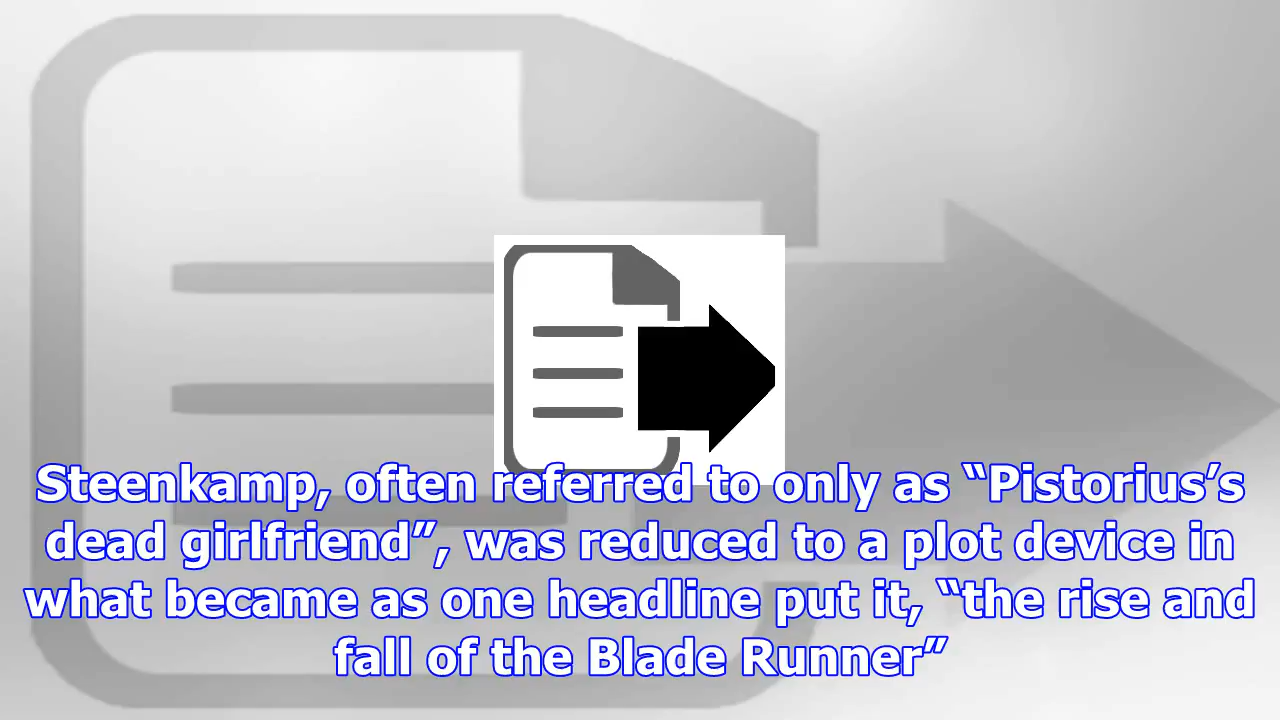 Steenkamp, often referred to only as “Pistorius’s
dead girlfriend”, was reduced to a plot device in
what became as one headline put it, “the rise and
fall of the Blade Runner”